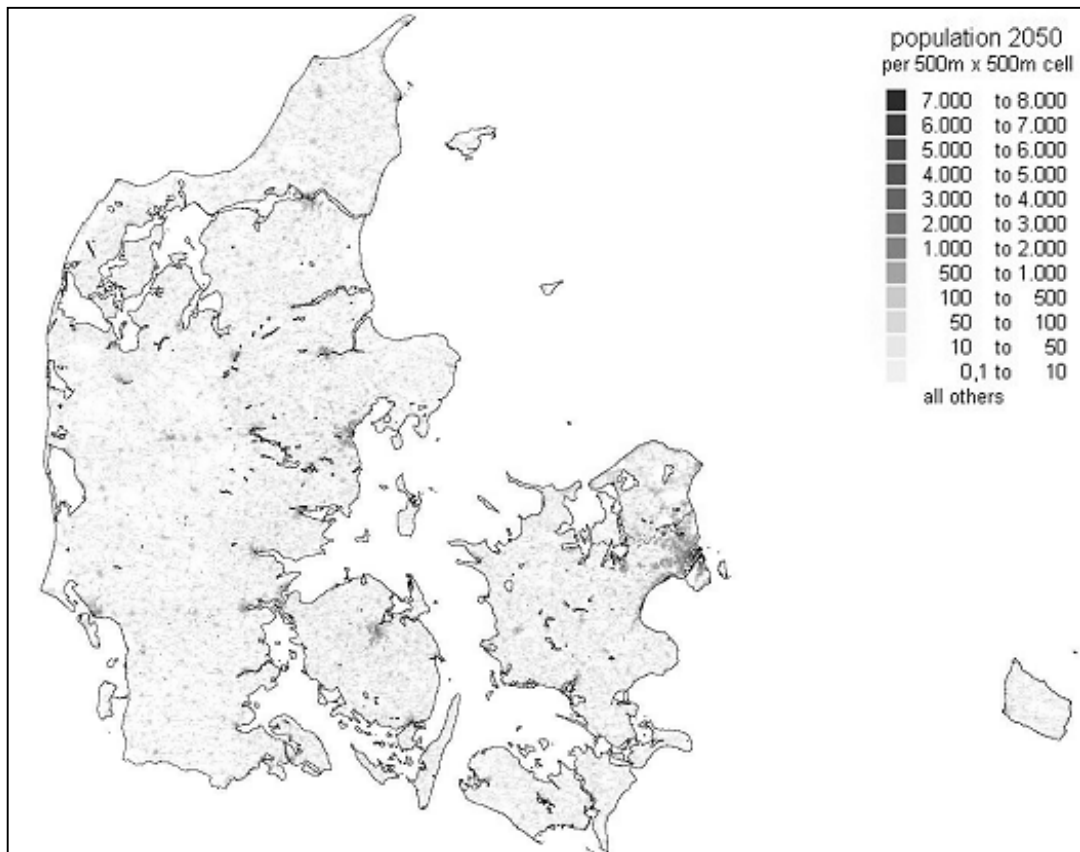 population 2050
per 500m x 500m cell
7.000 to 8.000
6.000 to 7.000
5.000 to 6.000
4.000 to 5.000
3.000 to 4.000
2.000 to 3.000
1.000 to 2.000
500 to 1.000
100 to 500
50 to 100
10 to 50
0,1 to 10
all others